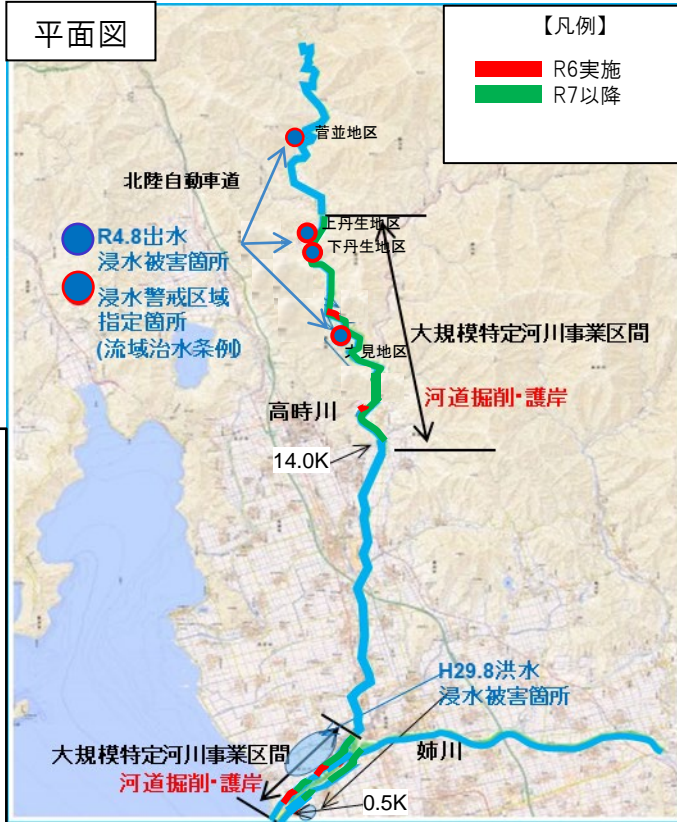 平面図
【凡例】
R6実施
R7以降
菅並地区
北陸自動車道
上丹生地区
R4.8出水
浸水被害箇所
下丹生地区
浸水警戒区域
指定箇所
(流域治水条例)
大見地区
大規模特定河川事業区間
河道掘削・護岸
高時川
14.0K
H29.8洪水
浸水被害箇所
大規模特定河川事業区間
姉川
河道掘削・護岸
0.5K